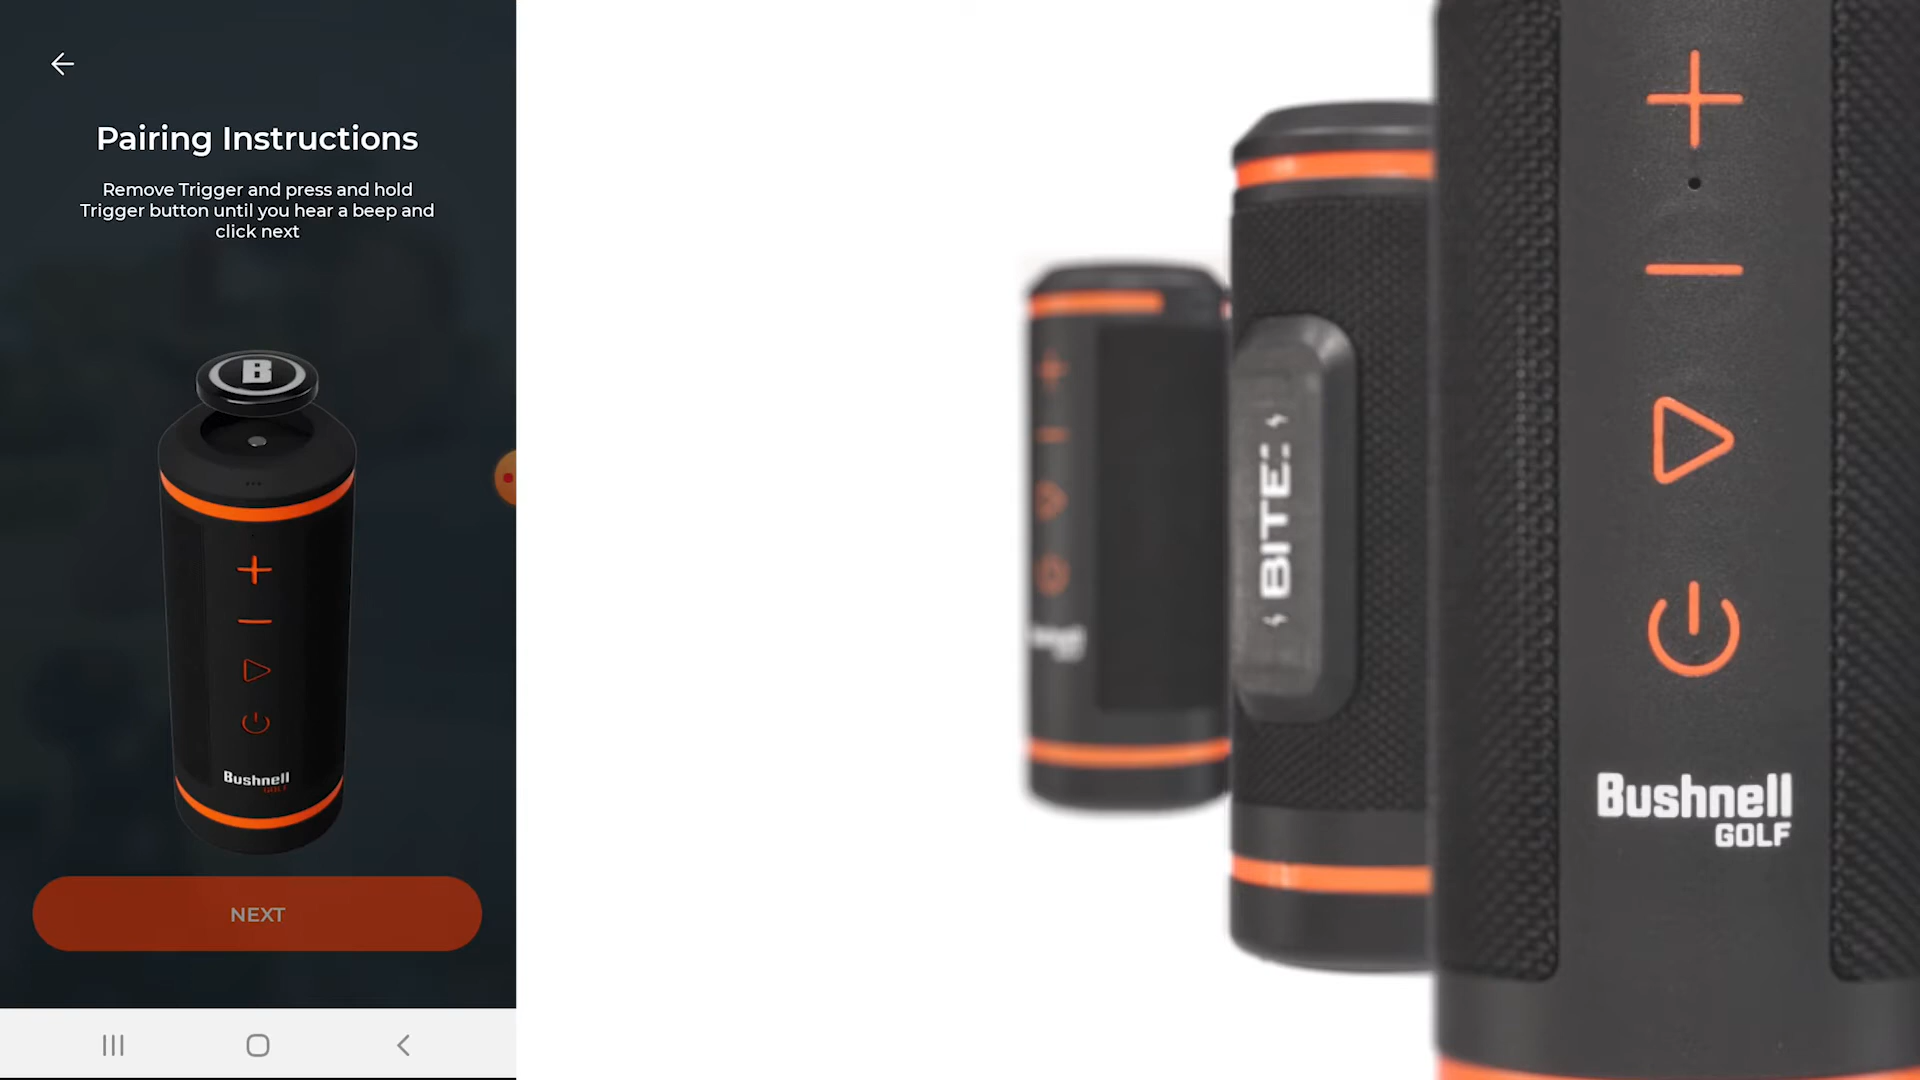 Pairing Instructions
Remove Trigger and press and hold
Trigger button until you hear a beep and
click next
B
Bushnell
GOLF
NEXT
BITE
Bushnell
GOLF